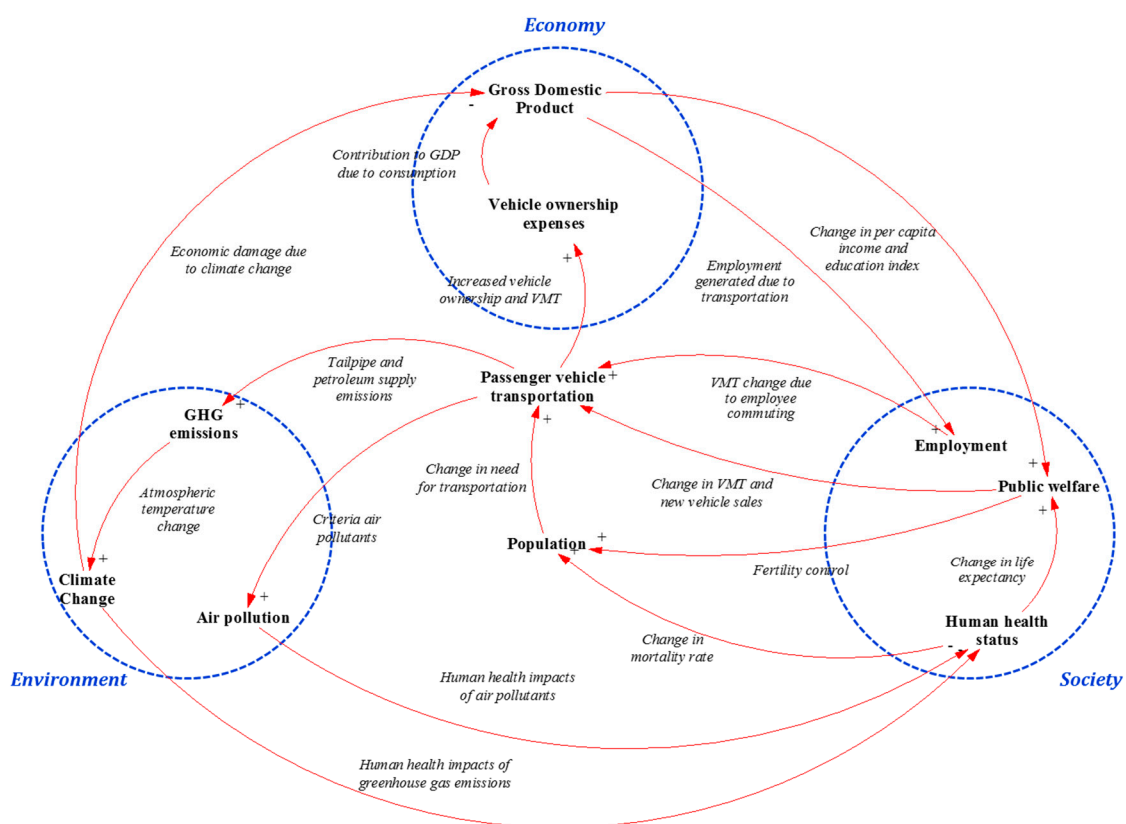 Economy
Gross Domestic
Product
-
Contribution to GDP
due to consumption
Vehicle ownership
expenses
+
Economic damage due
to climate change
Increased vehicle
ownership and VMT
Employment
generated due to
transportation
Change in per capita
income and
education index
Tailpipe and
petroleum supply
emissions
Passenger vehicle
transportation
+
+
VMT change due
to employee
commuting
GHG
emissions
+
Employment
+
Public welfare
+
+
Change in need
for transportation
Change in VMT and
new vehicle sales
Atmospheric
temperature
change
Criteria air
pollutants
Population
+
+
Fertility control
Climate
Change
+
Air pollution
+
Change in life
expectancy
Human health
status
-
-
Change in
mortality rate
Environment
Society
Human health impacts
of air pollutants
Human health impacts of
greenhouse gas emissions